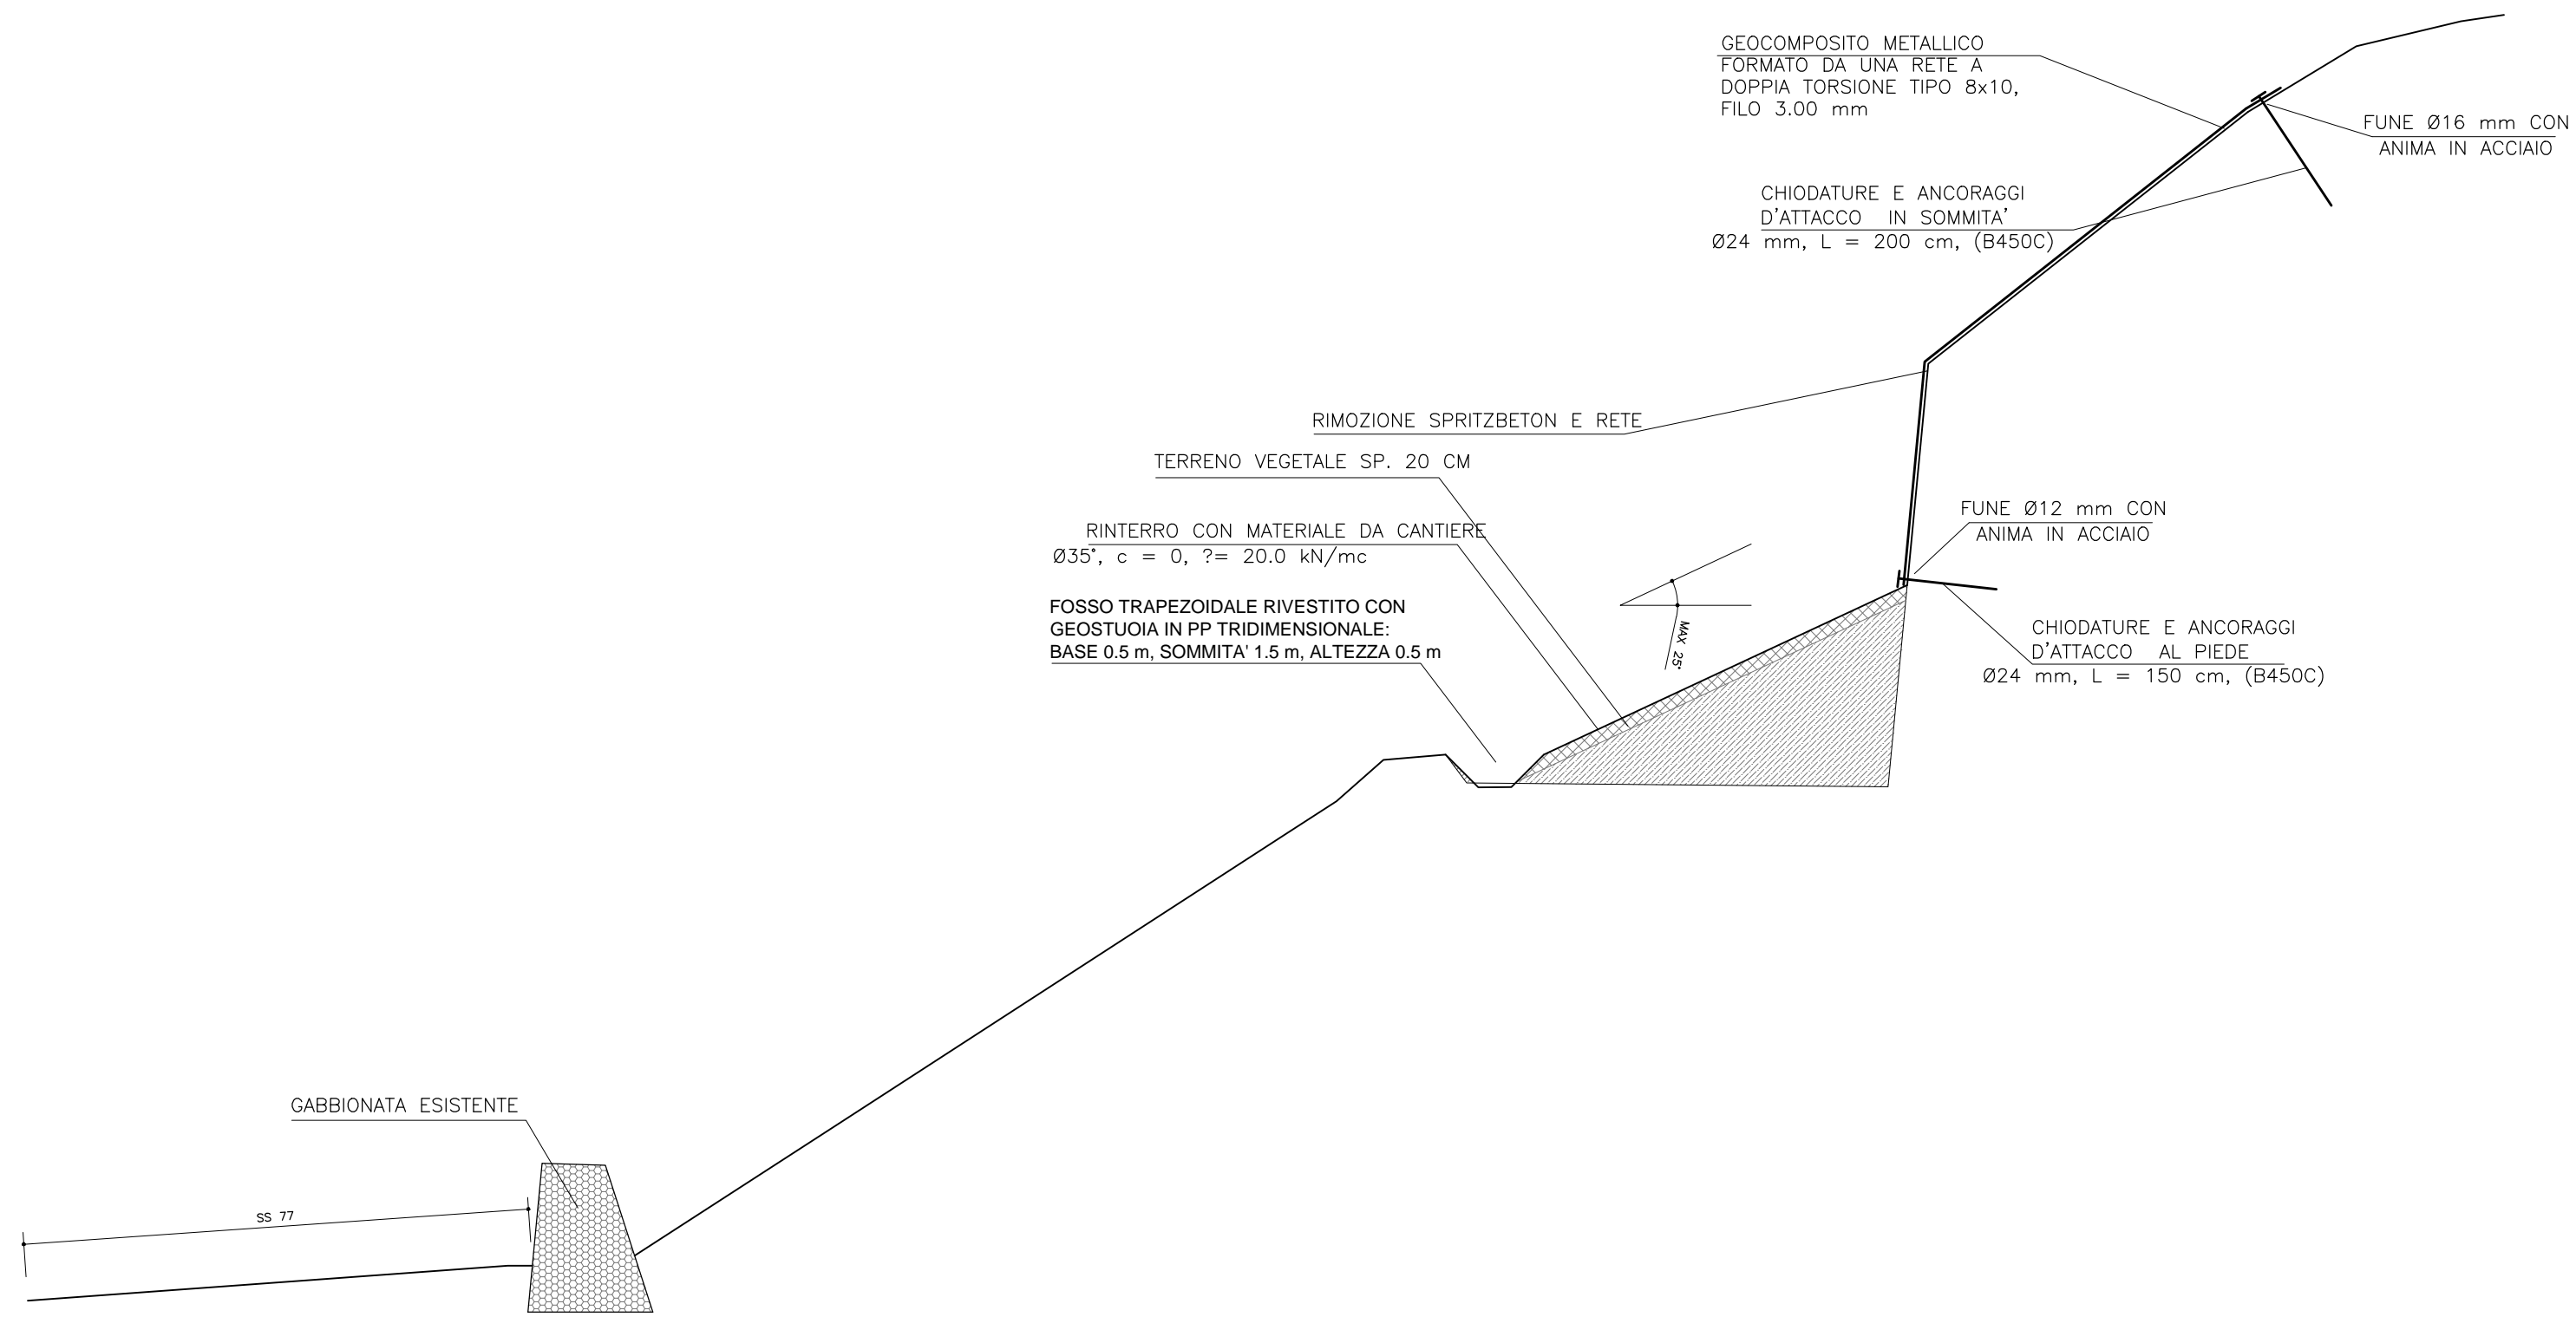 GEOCOMPOSITO METALLICO
FORMATO DA UNA RETE A
DOPPIA TORSIONE TIPO 8x10,
FILO 3.00 mm
FUNE Ø16 mm CON
ANIMA IN ACCIAIO
CHIODATURE E ANCORAGGI
D'ATTACCO IN SOMMITA'
Ø24 mm, L = 200 cm, (B450C)
RIMOZIONE SPRITZBETON E RETE
TERRENO VEGETALE SP. 20 CM
RINTERRO CON MATERIALE DA CANTIERE
Ø35°, c = 0, ?= 20.0 kN/mc
FOSSO TRAPEZOIDALE RIVESTITO CON
GEOSTUOIA IN PP TRIDIMENSIONALE:
BASE 0.5 m, SOMMITA' 1.5 m, ALTEZZA 0.5 m
MAX 25°
FUNE Ø12 mm CON
ANIMA IN ACCIAIO
CHIODATURE E ANCORAGGI
D'ATTACCO AL PIEDE
Ø24 mm, L = 150 cm, (B450C)
GABBIONATA ESISTENTE
SS 77